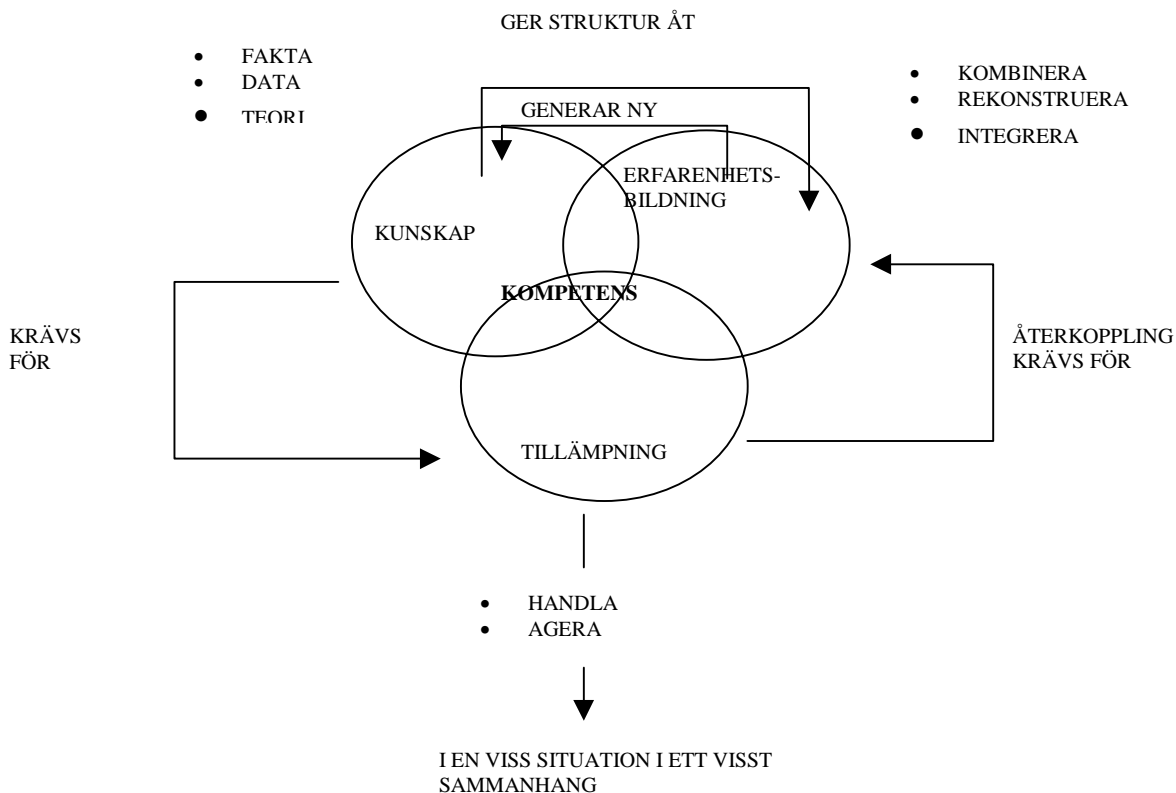 GER STRUKTUR ÅT
• FAKTA
• DATA
• TEORI
• KOMBINERA
• REKONSTRUERA
• INTEGRERA
GENERAR NY
ERFARENHETS-
BILDNING
KUNSKAP
KOMPETENS
KRÄVS
FÖR
ÅTERKOPPLING
KRÄVS FÖR
TILLÄMPNING
• HANDLA
• AGERA
I EN VISS SITUATION I ETT VISST
SAMMANHANG